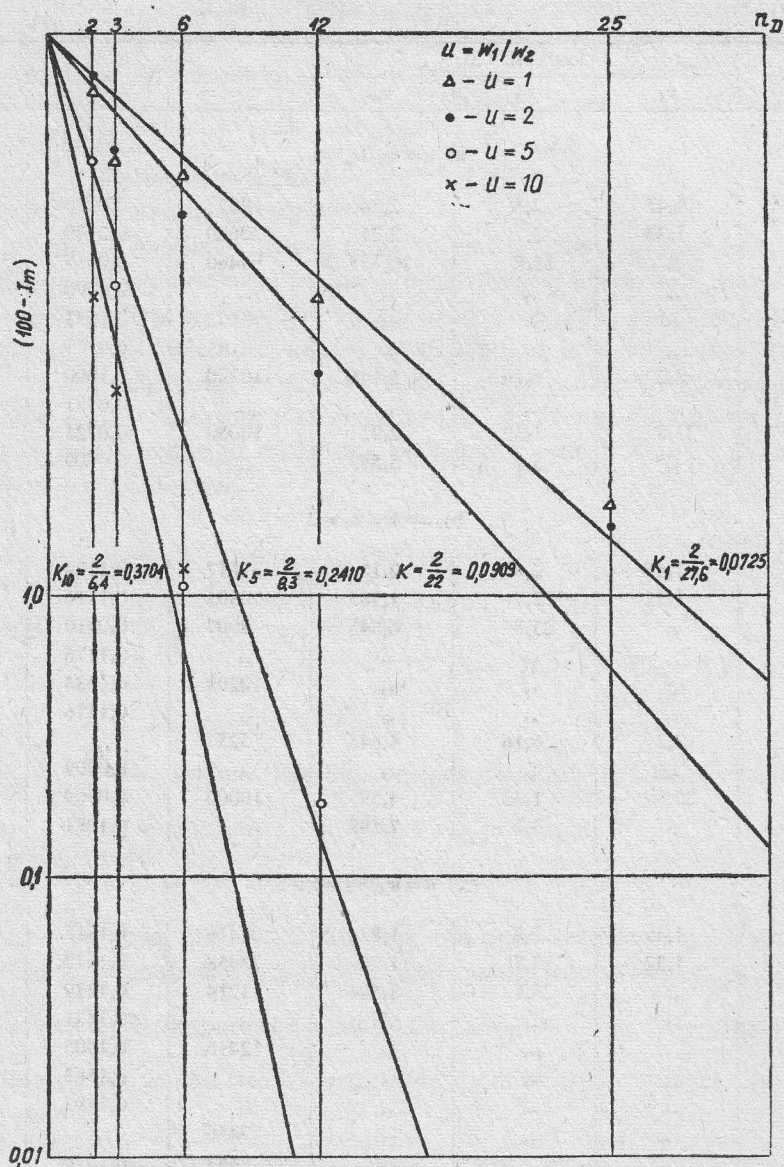 2 3 6 12 25 n_D
u = W₁/W₂
△ - u = 1
● - u = 2
○ - u = 5
× - u = 10
(100 - Im)
K₁₀ = 2/5,4 = 0,3704
K₅ = 2/8,3 = 0,2410
K = 2/22 = 0,0909
K₁ = 2/27,6 = 0,0725
1,0
0,1
0,01